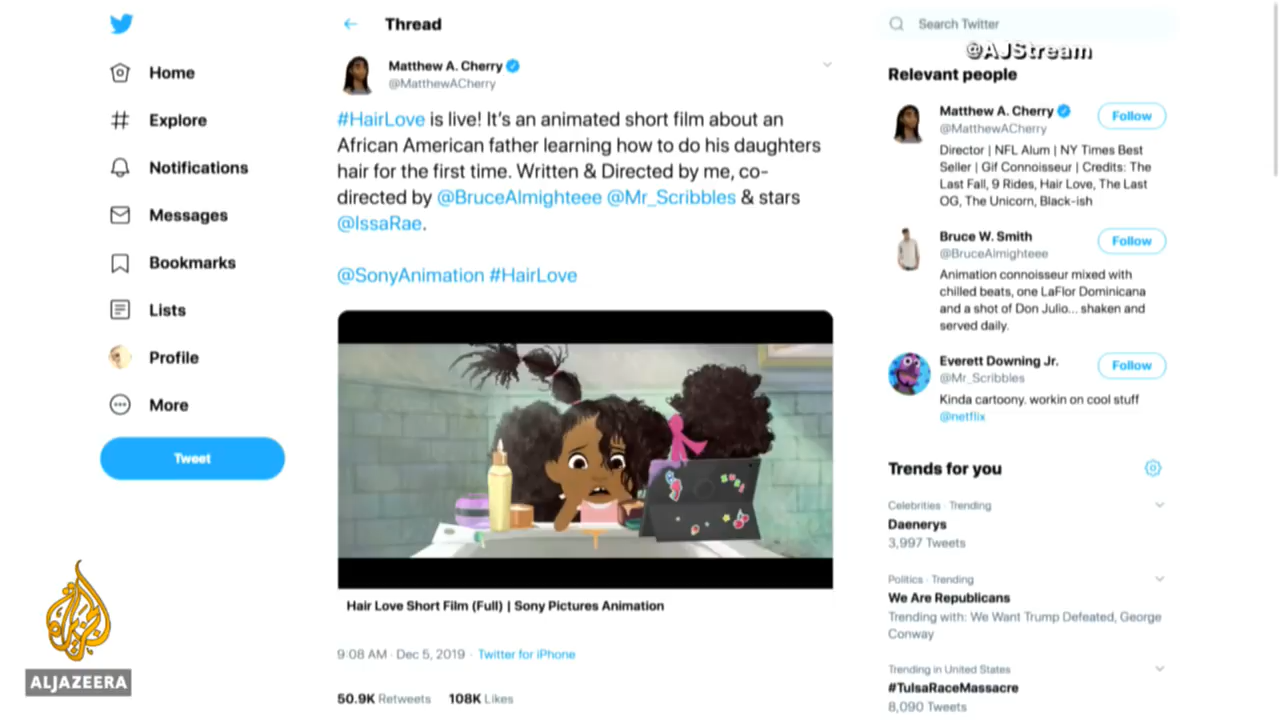 Home
Explore
Notifications
Messages
Bookmarks
Lists
Profile
More
Tweet
ALJAZEERA
Thread
Matthew A. Cherry
@MatthewACherry
#HairLove is live! It's an animated short film about an
African American father learning how to do his daughters
hair for the first time. Written & Directed by me, co-
directed by @BruceAlmighteee @Mr_Scribbles & stars
@IssaRae.
@SonyAnimation #HairLove
Hair Love Short Film (Full) | Sony Pictures Animation
9:08 AM · Dec 5, 2019 · Twitter for iPhone
50.9K Retweets 108K Likes
Search Twitter
@AJStream
Relevant people
Matthew A. Cherry
@MatthewACherry
Follow
Director | NFL Alum | NY Times Best
Seller | Gif Connoisseur | Credits: The
Last Fall, 9 Rides, Hair Love, The Last
OG, The Unicorn, Black-ish
Bruce W. Smith
@BruceAlmighteee
Follow
Animation connoisseur mixed with
chilled beats, one LaFlor Dominicana
and a shot of Don Julio... shaken and
served daily.
Everett Downing Jr.
@Mr_Scribbles
Follow
Kinda cartoony. workin on cool stuff
@netflix
Trends for you
Celebrities · Trending
Daenerys
3,997 Tweets
Politics · Trending
We Are Republicans
Trending with: We Want Trump Defeated, George
Conway
Trending in United States
#TulsaRaceMassacre
8,090 Tweets